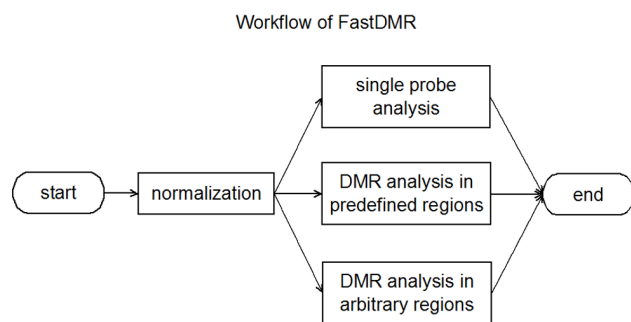 Workflow of FastDMR
single probe
analysis
start
normalization
DMR analysis in
predefined regions
end
DMR analysis in
arbitrary regions